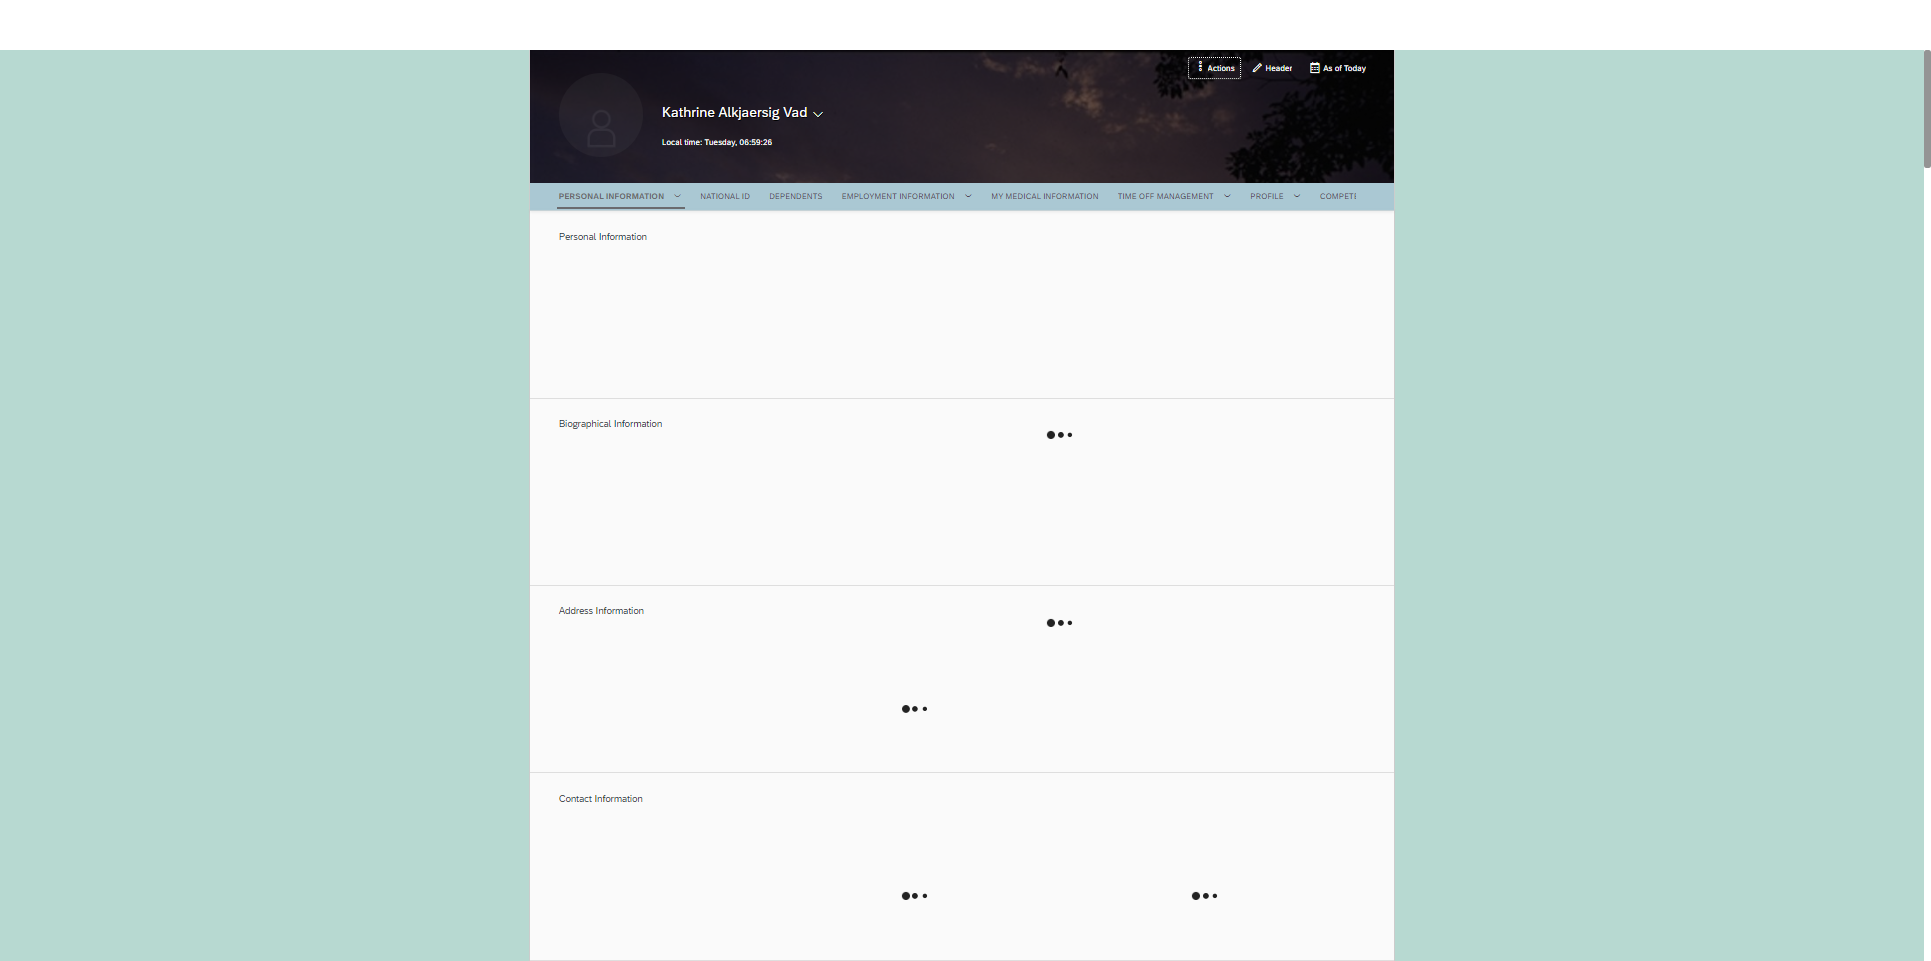 Actions Header As of Today
Kathrine Alkjaersig Vad
Local time: Tuesday, 06:59:26
PERSONAL INFORMATION NATIONAL ID DEPENDENTS EMPLOYMENT INFORMATION MY MEDICAL INFORMATION TIME OFF MANAGEMENT PROFILE COMPETI
Personal Information
Biographical Information
Address Information
Contact Information